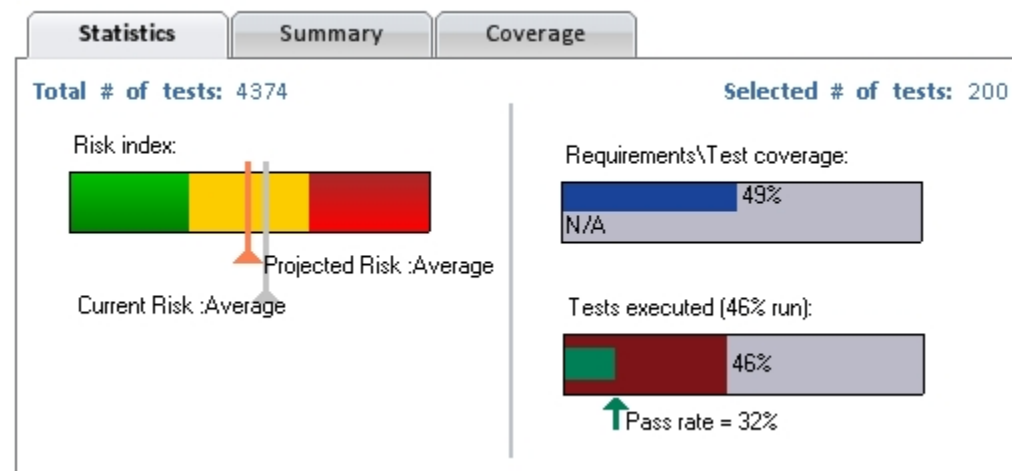 Statistics Summary Coverage
Total # of tests: 4374
Selected # of tests: 200
Risk index:
Projected Risk :Average
Current Risk :Average
Requirements\Test coverage:
49%
N/A
Tests executed (46% run):
46%
Pass rate = 32%